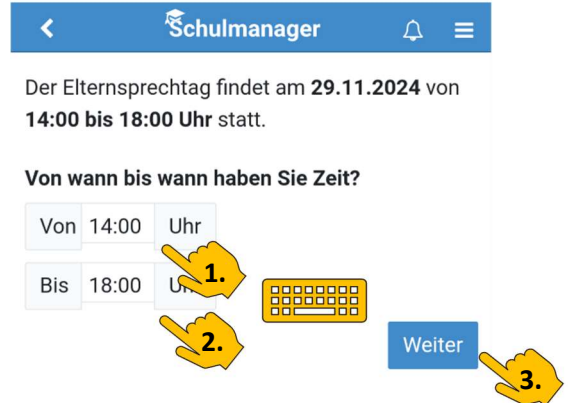 Schulmanager
Der Elternsprechtag findet am 29.11.2024 von
14:00 bis 18:00 Uhr statt.
Von wann bis wann haben Sie Zeit?
Von 14:00 Uhr
1.
Bis 18:00
2.
Weiter
3.